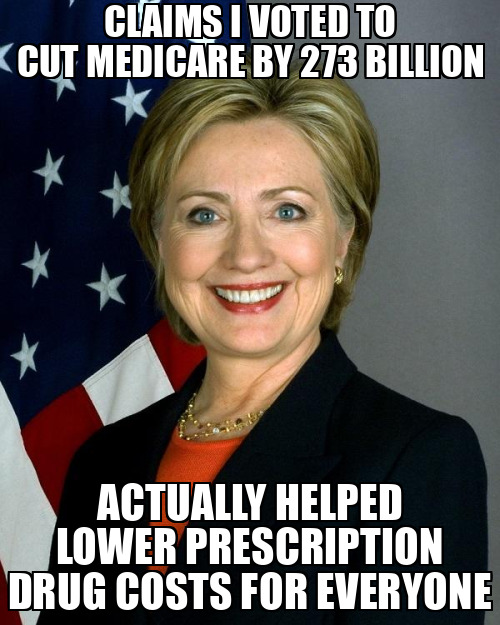 CLAIMS I VOTED TO
CUT MEDICARE BY 273 BILLION
ACTUALLY HELPED
LOWER PRESCRIPTION
DRUG COSTS FOR EVERYONE